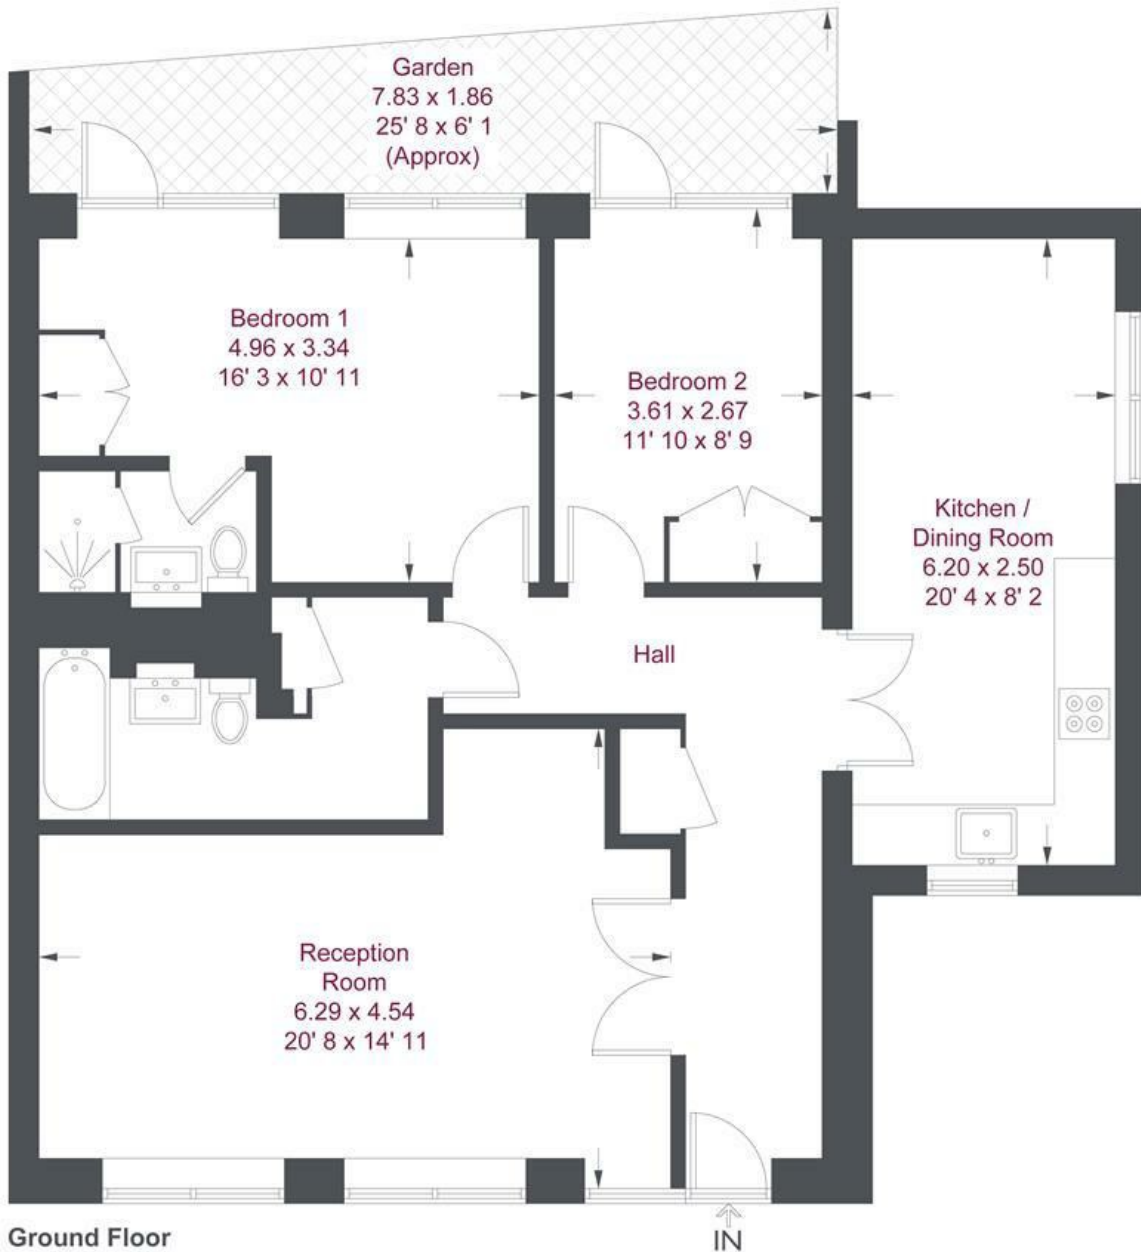 Garden
7.83 x 1.86
25' 8 x 6' 1
(Approx)
Bedroom 1
4.96 x 3.34
16' 3 x 10' 11
Bedroom 2
3.61 x 2.67
11' 10 x 8' 9
Kitchen /
Dining Room
6.20 x 2.50
20' 4 x 8' 2
Hall
Reception
Room
6.29 x 4.54
20' 8 x 14' 11
Ground Floor
IN